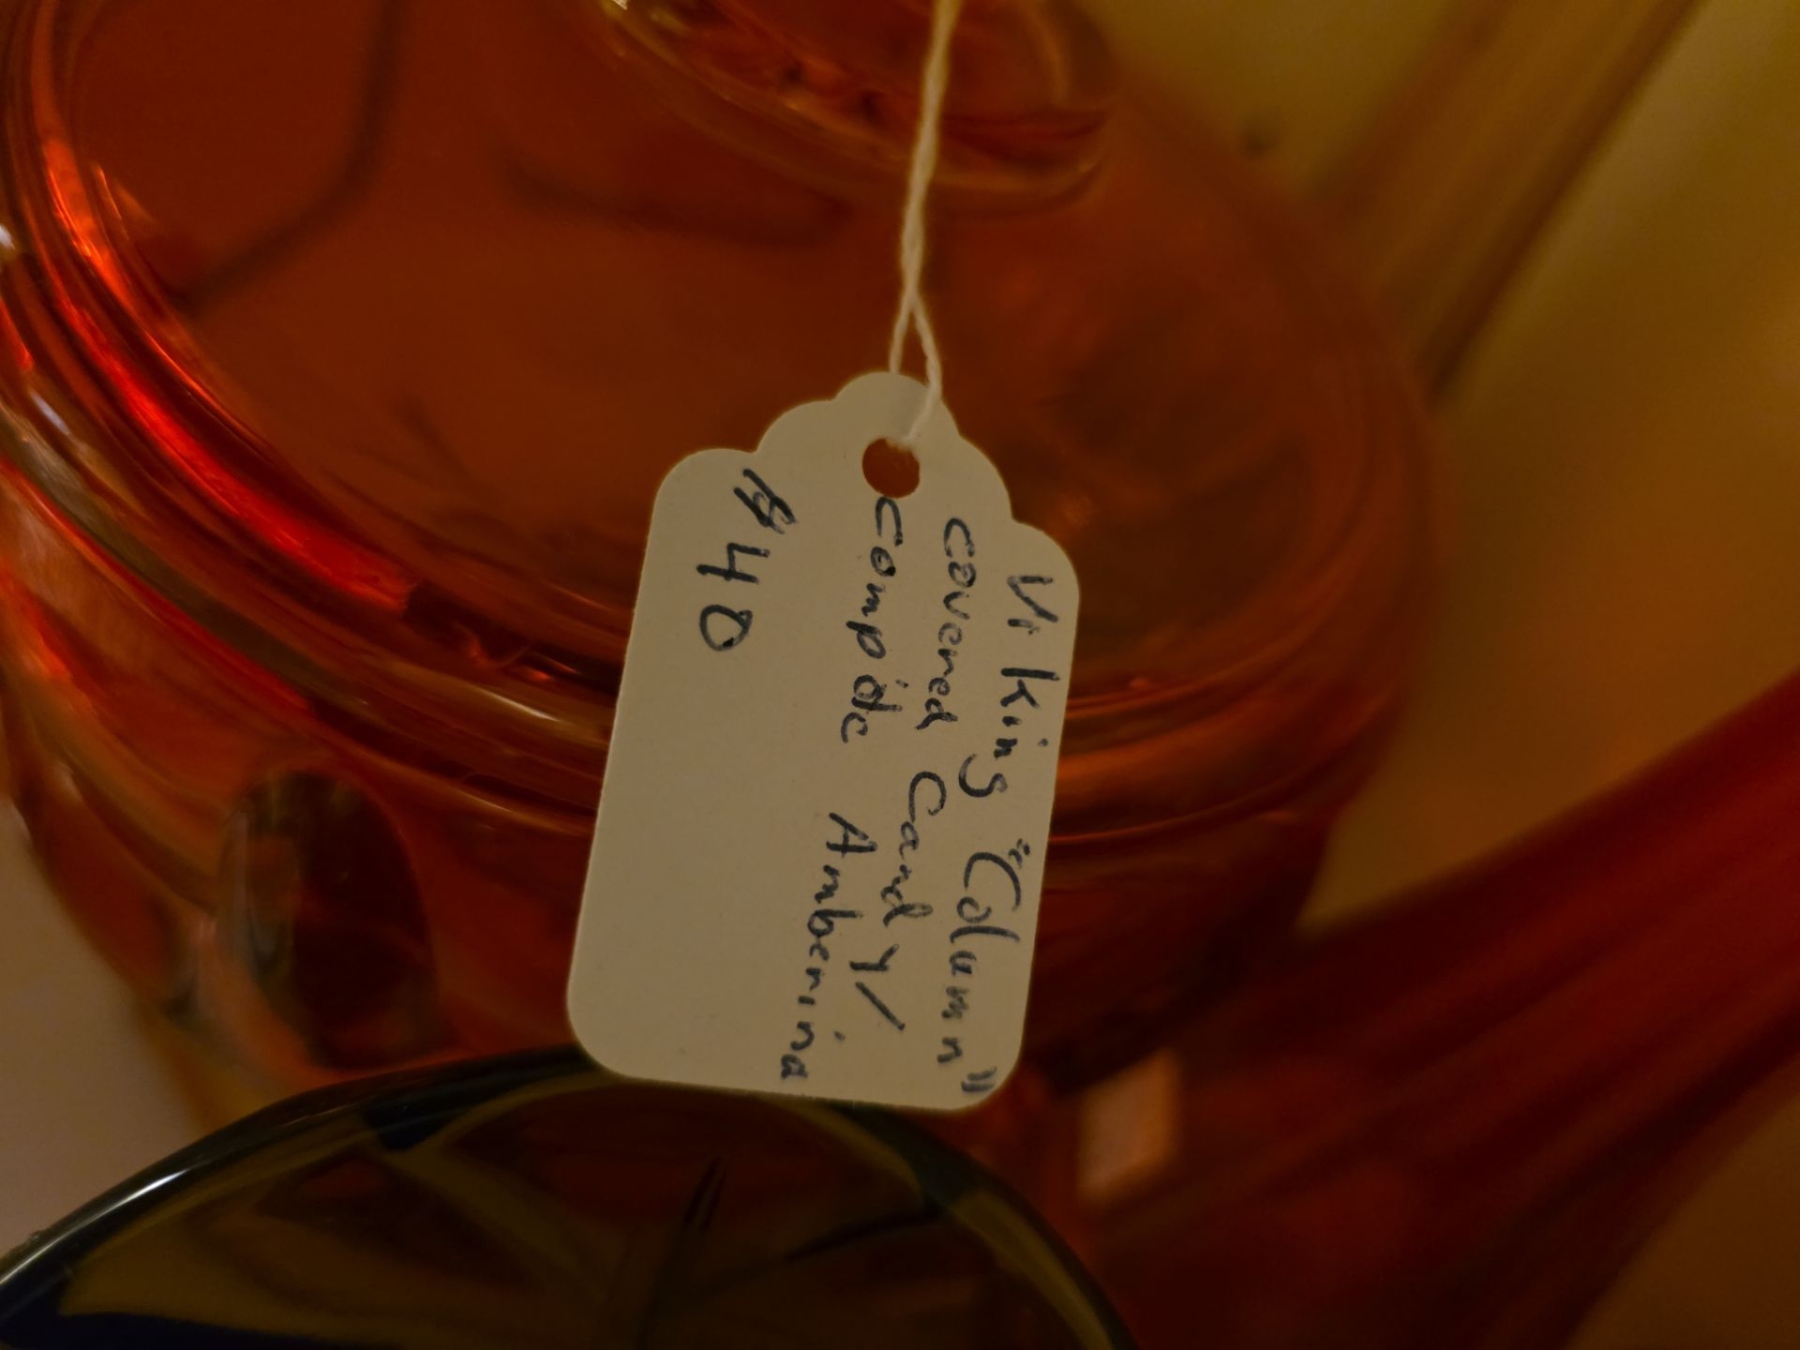 Viking "Column"
covered Candy/
compote Amberina
$40